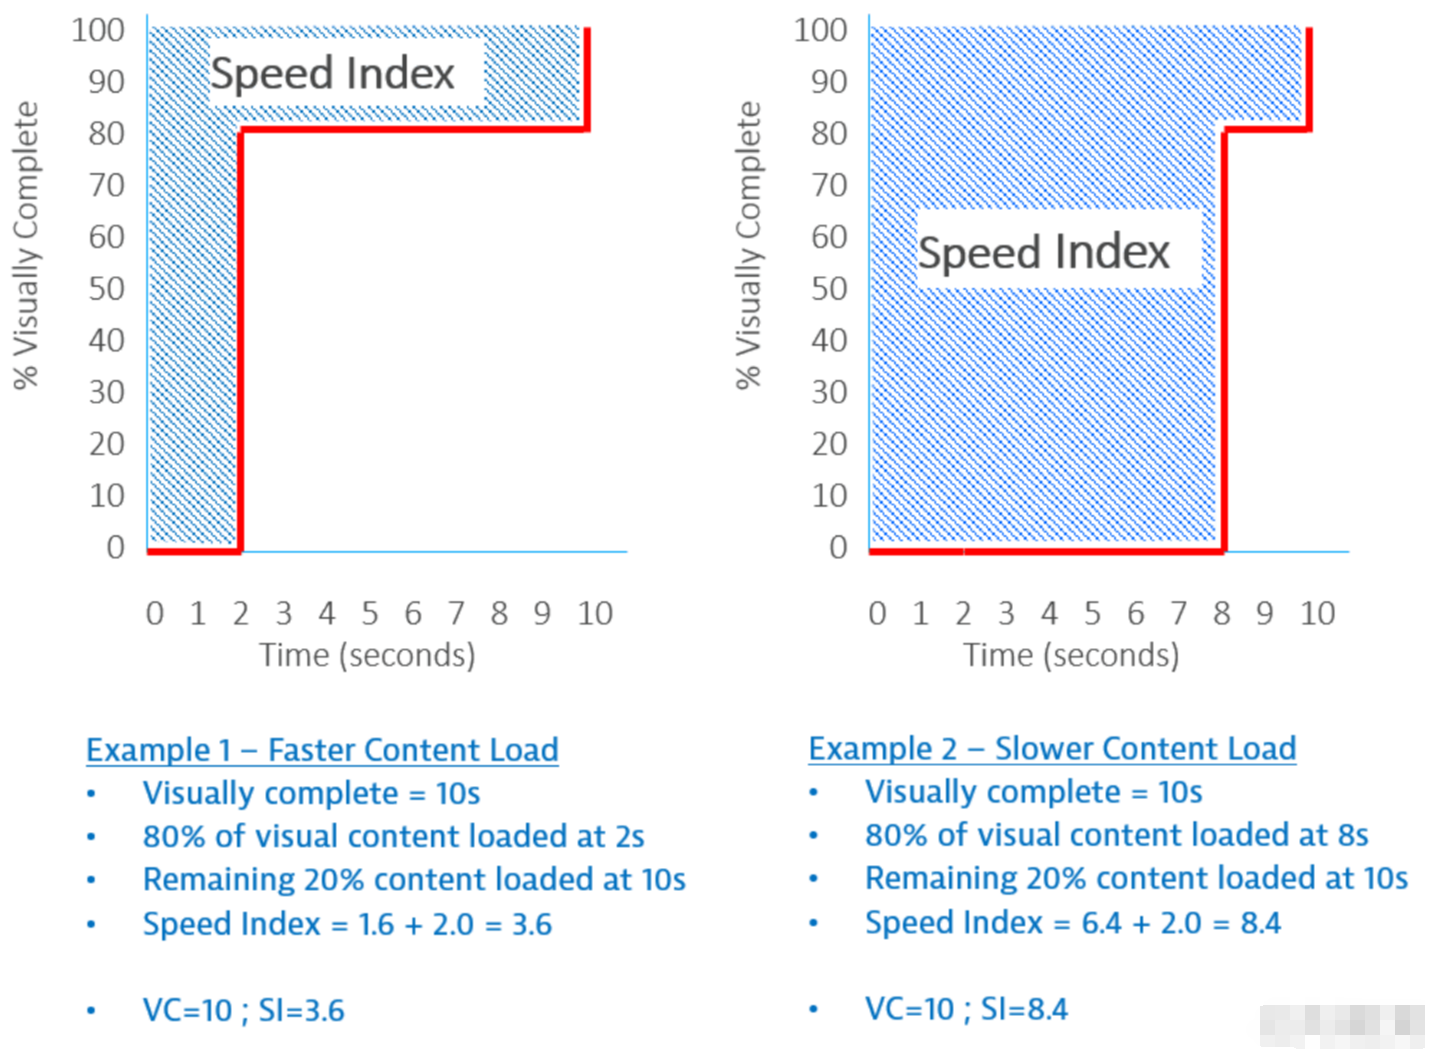 100
90
80
70
60
50
40
30
20
10
0
% Visually Complete
Speed Index
0 1 2 3 4 5 6 7 8 9 10
Time (seconds)
Example 1 – Faster Content Load
• Visually complete = 10s
• 80% of visual content loaded at 2s
• Remaining 20% content loaded at 10s
• Speed Index = 1.6 + 2.0 = 3.6
• VC=10 ; SI=3.6
100
90
80
70
60
50
40
30
20
10
0
% Visually Complete
Speed Index
0 1 2 3 4 5 6 7 8 9 10
Time (seconds)
Example 2 – Slower Content Load
• Visually complete = 10s
• 80% of visual content loaded at 8s
• Remaining 20% content loaded at 10s
• Speed Index = 6.4 + 2.0 = 8.4
• VC=10 ; SI=8.4